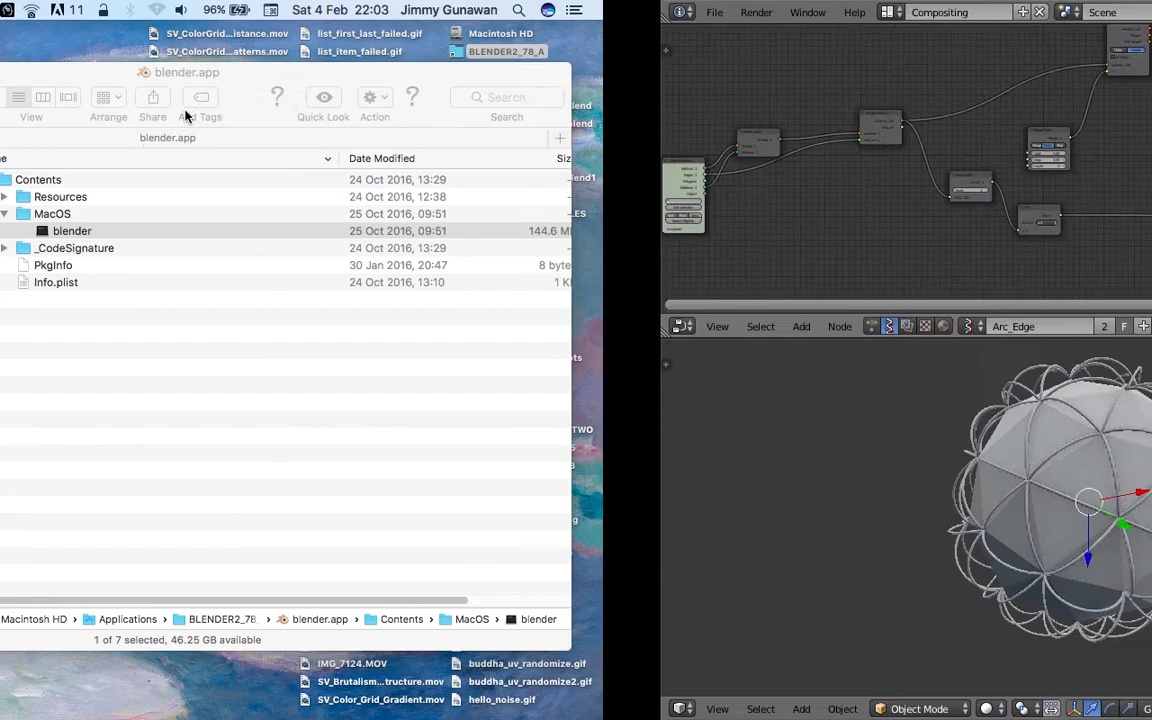 11 96% Sat 4 Feb 22:03 Jimmy Gunawan
SV_ColorGrid...istance.mov list_first_last_failed.gif Macintosh HD
SV_ColorGrid...atterns.mov list_item_failed.gif BLENDER2_78_A
blender.app
Search
View Arrange Share Add Tags Quick Look Action Search
blender.app
Date Modified Siz
Contents 24 Oct 2016, 13:29
Resources 24 Oct 2016, 12:38
MacOS 25 Oct 2016, 09:51
blender 25 Oct 2016, 09:51 144.6 M
_CodeSignature 24 Oct 2016, 13:29
PkgInfo 30 Jan 2016, 20:47 8 byte
Info.plist 24 Oct 2016, 13:10 1 K
Macintosh HD Applications BLENDER2_78_ blender.app Contents MacOS blender
1 of 7 selected, 46.25 GB available
IMG_7124.MOV buddha_uv_randomize.gif
SV_Brutalism...tructure.mov buddha_uv_randomize2.gif
SV_Color_Grid_Gradient.mov hello_noise.gif
File Render Window Help Compositing Scene
View Select Add Node Arc_Edge 2 F
View Select Add Object Object Mode